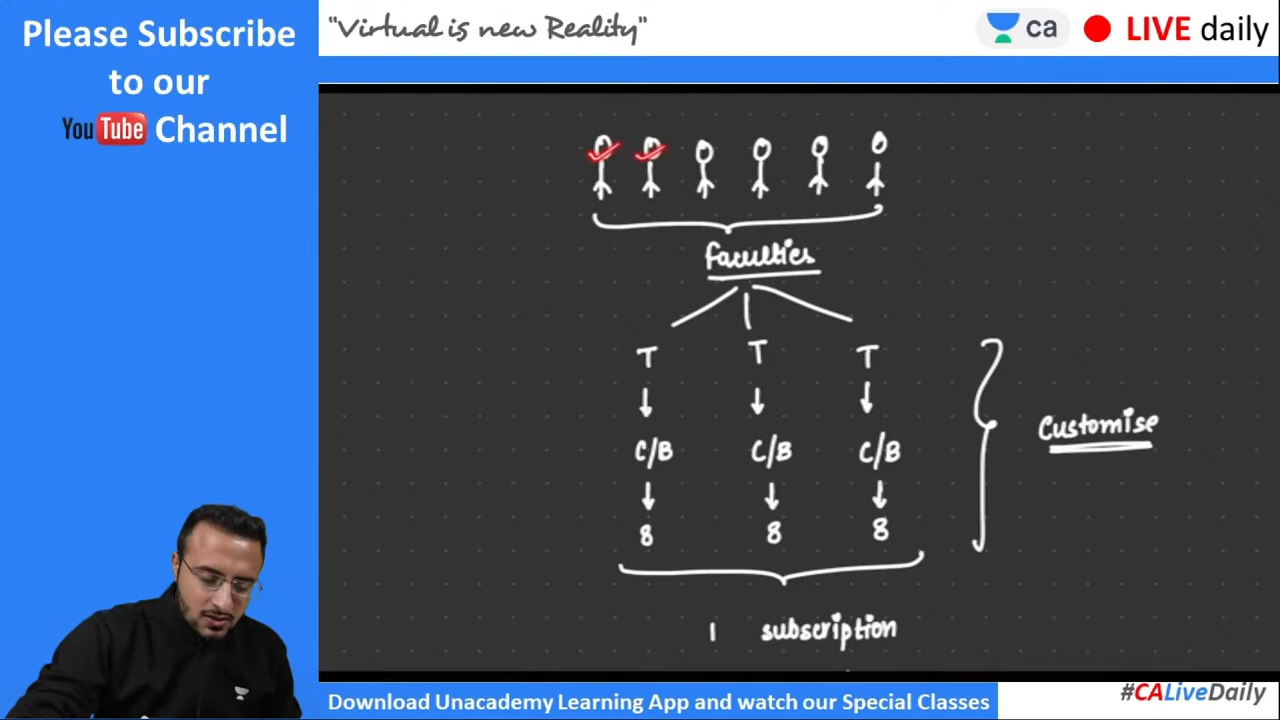 Please Subscribe
to our
YouTube Channel
"Virtual is new Reality"
ca
LIVE daily
Faculties
T T T
C/B C/B C/B
8 8 8
Customise
1 subscription
Download Unacademy Learning App and watch our Special Classes
#CALiveDaily